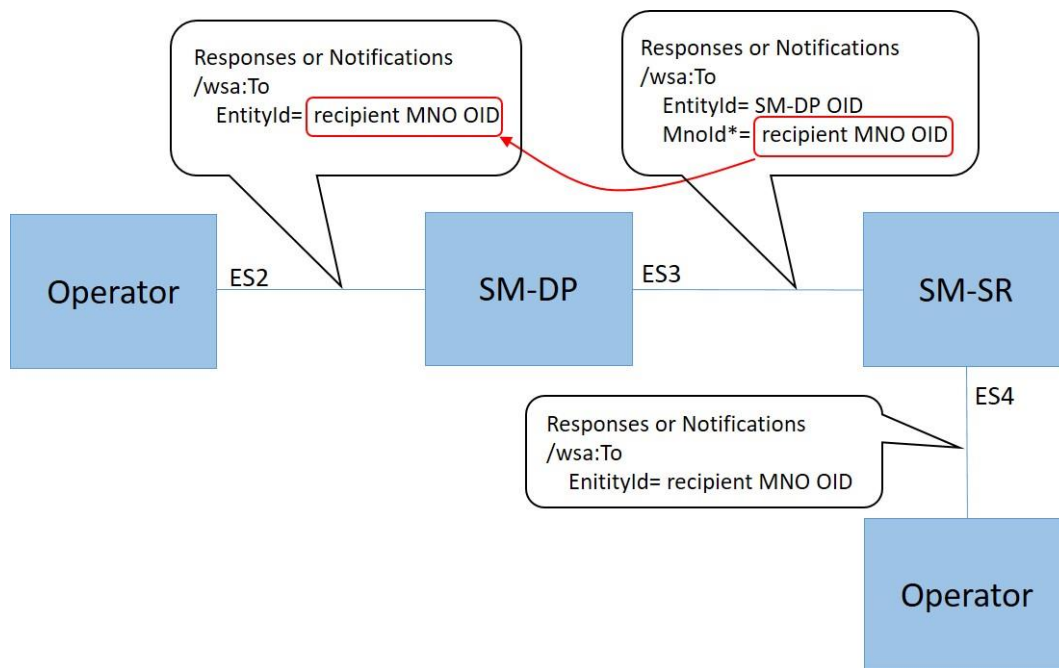 Responses or Notifications
/wsa:To
EntityId= recipient MNO OID
Responses or Notifications
/wsa:To
EntityId= SM-DP OID
MnoId*= recipient MNO OID
Operator
ES2
SM-DP
ES3
SM-SR
ES4
Responses or Notifications
/wsa:To
EnitityId= recipient MNO OID
Operator